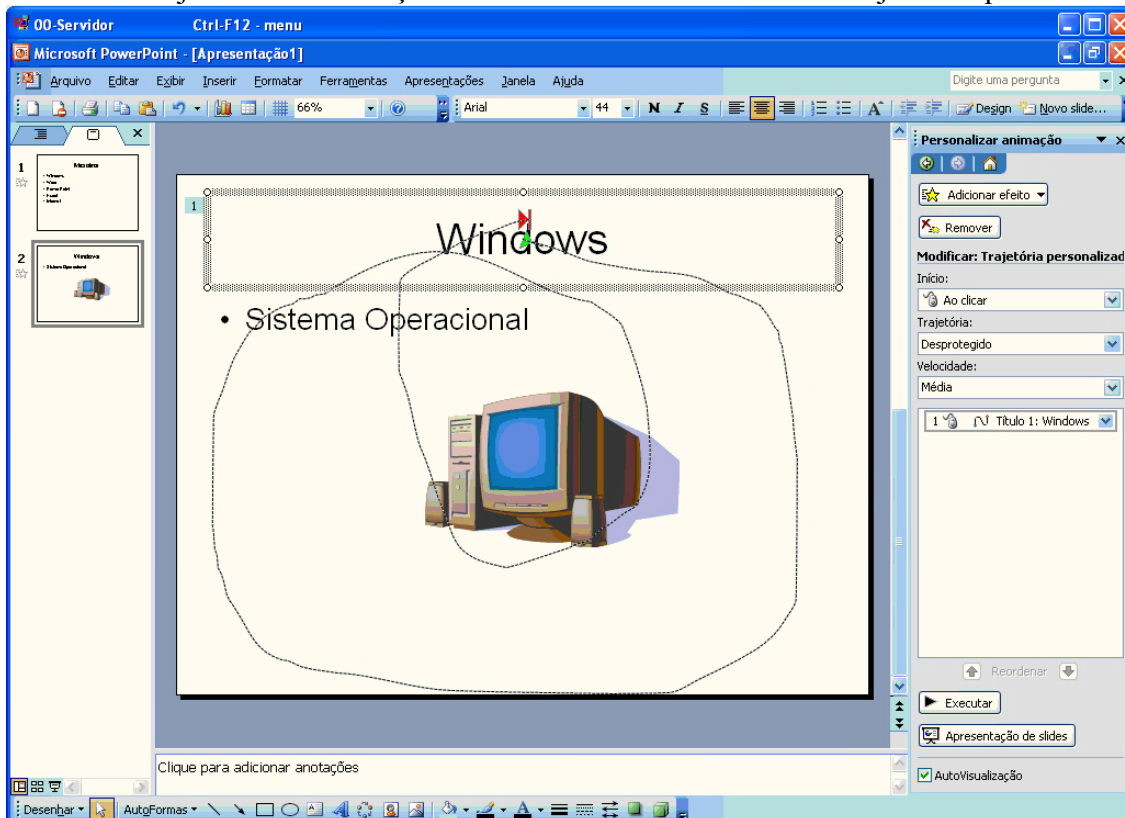 00-Servidor Ctrl-F12 - menu
Microsoft PowerPoint - [Apresentação1]
Arquivo Editar Exibir Inserir Formatar Ferramentas Apresentações Janela Ajuda Digite uma pergunta
66% Arial 44 N I S A Design Novo slide...
Personalizar animação
1
2
Windows
Sistema Operacional
1
Windows
• Sistema Operacional
Adicionar efeito
Remover
Modificar: Trajetória personalizad
Início:
Ao clicar
Trajetória:
Desprotegido
Velocidade:
Média
1 Título 1: Windows
Reordenar
Executar
Apresentação de slides
AutoVisualização
Clique para adicionar anotações
Desenhar AutoFormas